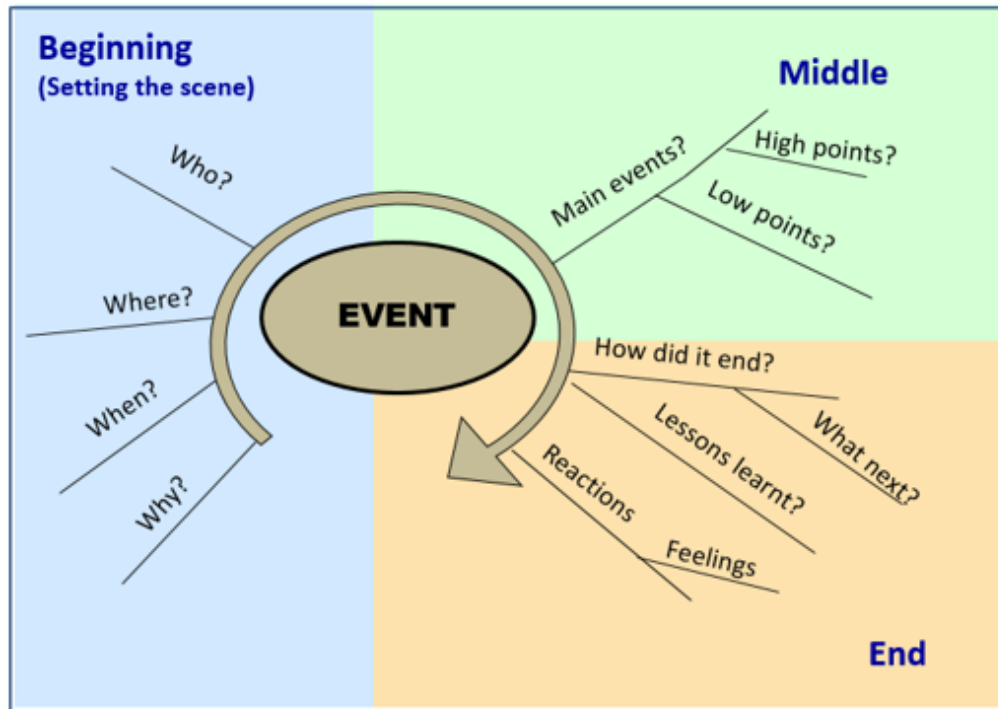 Beginning
(Setting the scene)
Who?
Where?
When?
Why?
EVENT
Middle
Main events?
High points?
Low points?
How did it end?
What next?
Lessons learnt?
Reactions
Feelings
End